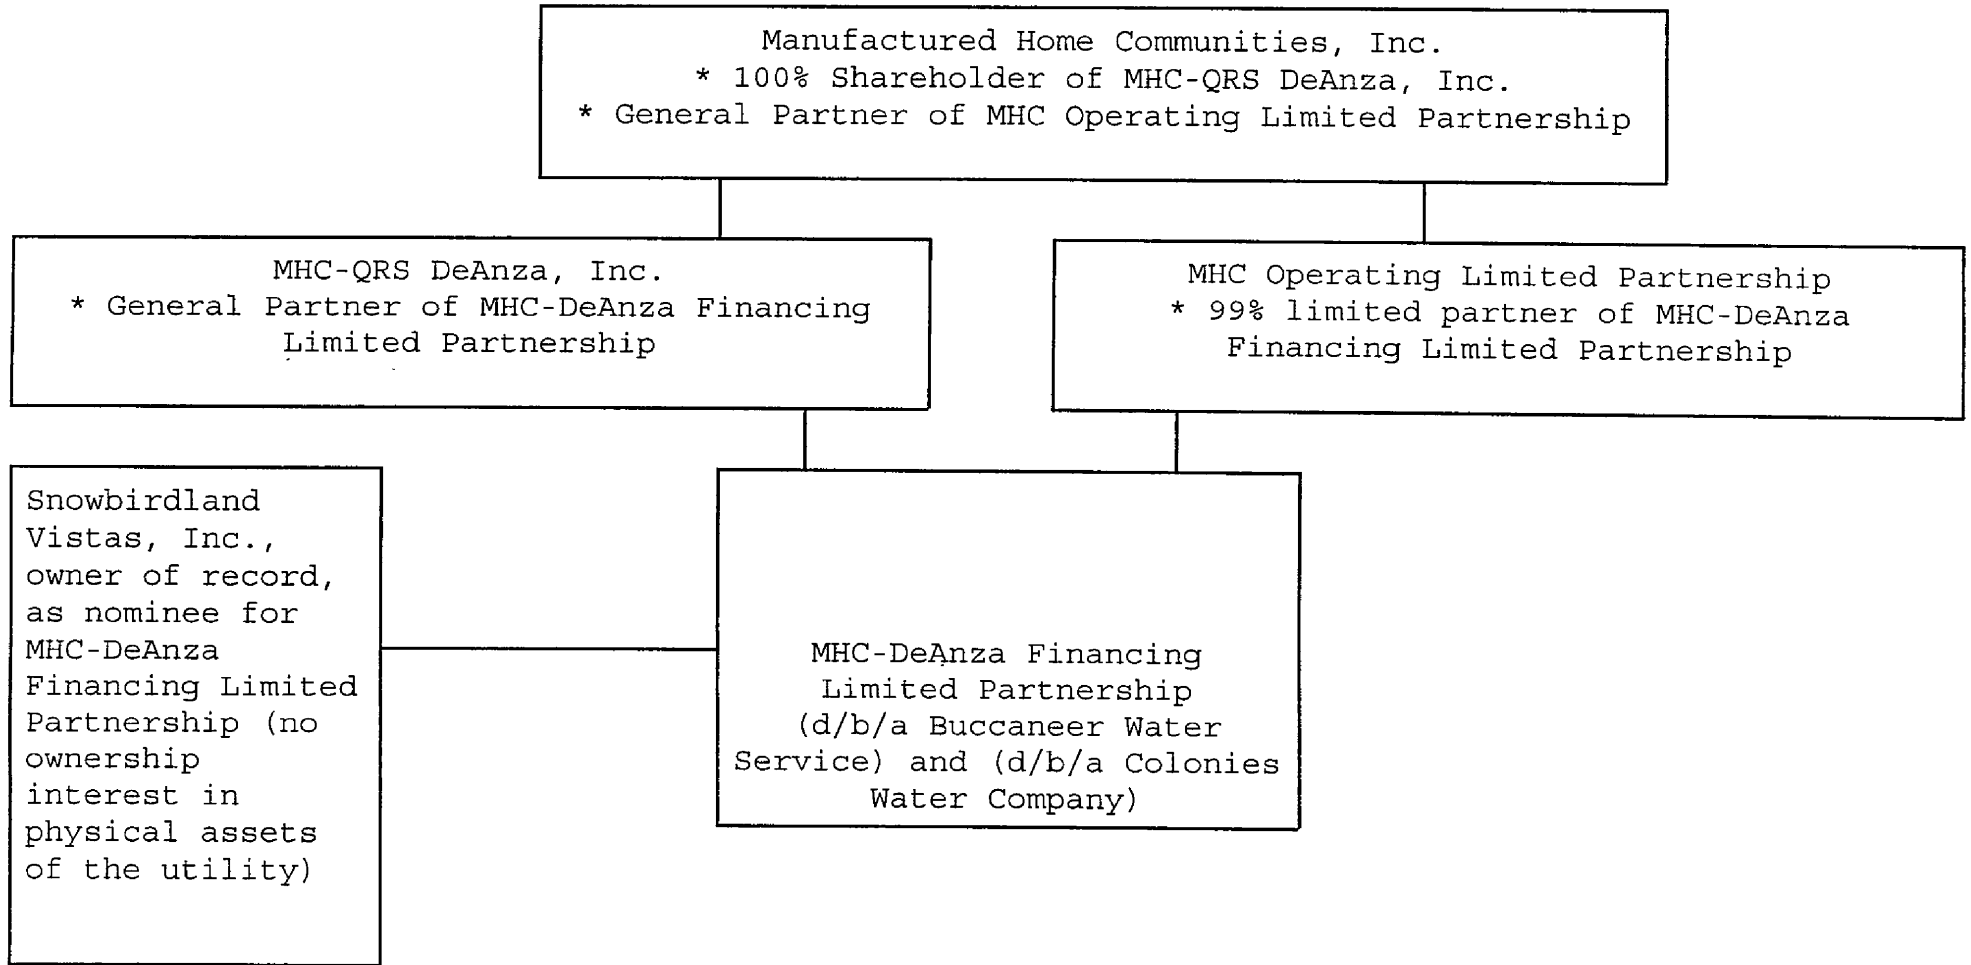 Manufactured Home Communities, Inc.
* 100% Shareholder of MHC-QRS DeAnza, Inc.
* General Partner of MHC Operating Limited Partnership
MHC-QRS DeAnza, Inc.
* General Partner of MHC-DeAnza Financing
Limited Partnership
MHC Operating Limited Partnership
* 99% limited partner of MHC-DeAnza
Financing Limited Partnership
Snowbirdland
Vistas, Inc.,
owner of record,
as nominee for
MHC-DeAnza
Financing Limited
Partnership (no
ownership
interest in
physical assets
of the utility)
MHC-DeAnza Financing
Limited Partnership
(d/b/a Buccaneer Water
Service) and (d/b/a Colonies
Water Company)